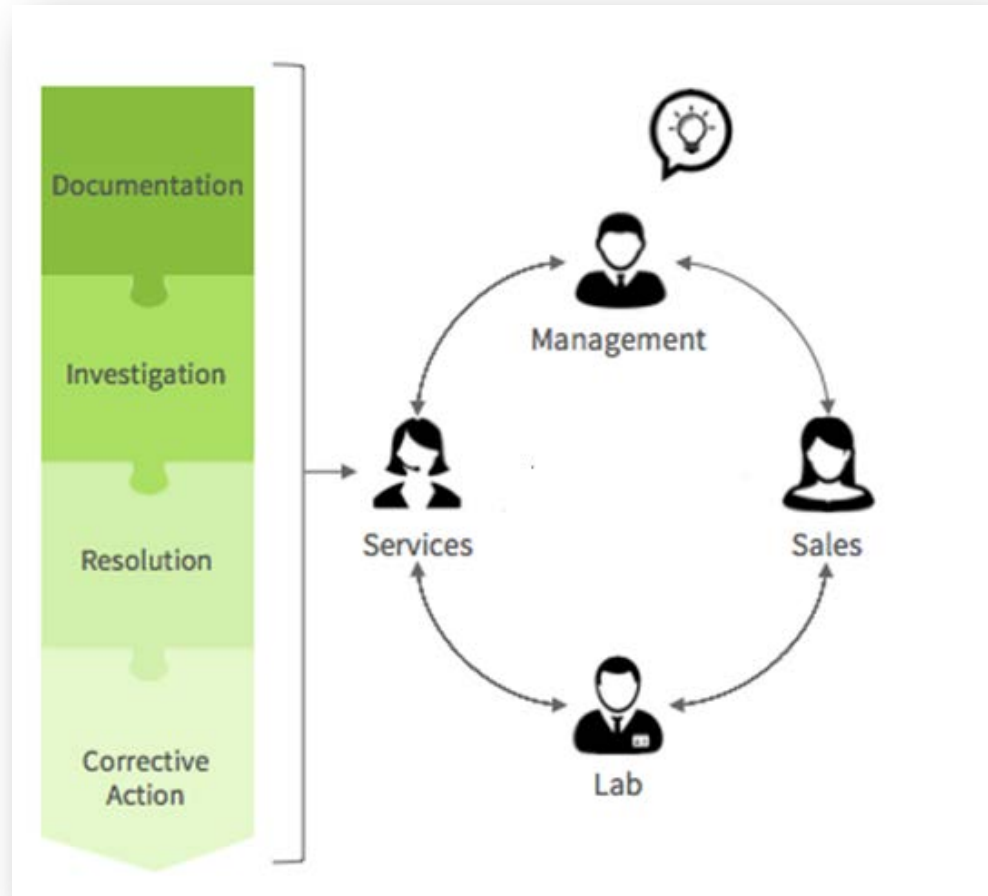 Documentation
Investigation
Resolution
Corrective
Action
Management
Services
Sales
Lab